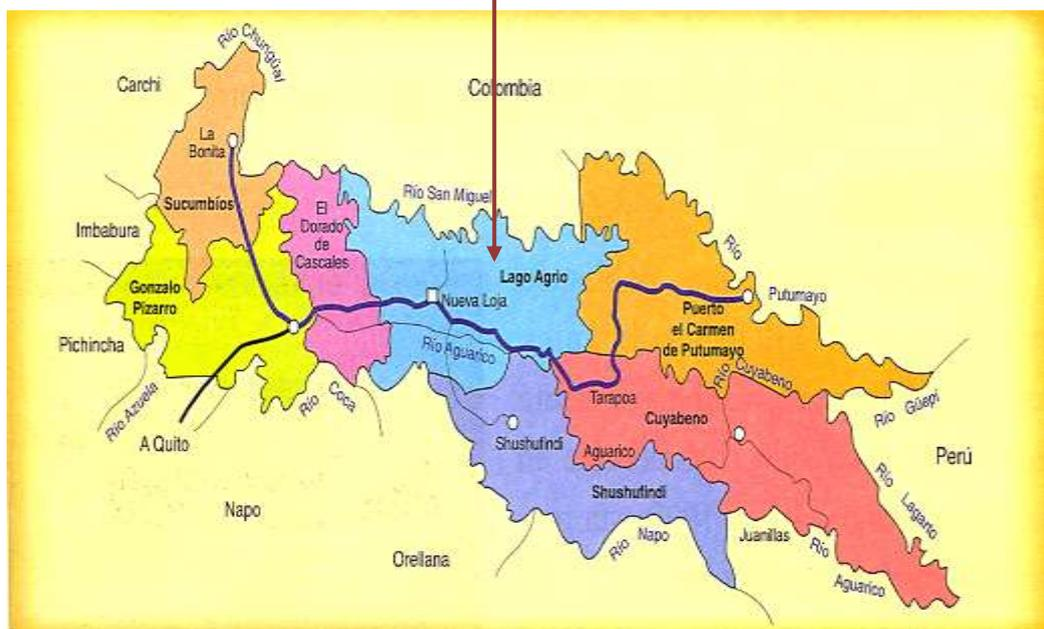 Río Chungúal
Carchi
Colombia
La
Bonita
Sucumbíos
El
Dorado
de
Cascales
Río San Miguel
Imbabura
Gonzalo
Pizarro
Lago Agrio
Nueva Loja
Río
Putumayo
Puerto
el Carmen
de Putumayo
Pichincha
Río Aguarico
Río Cuyabeno
Río Azuela
Río Coca
Tarapoa
Río Güepi
A Quito
Shushufindi
Cuyabeno
Aguarico
Perú
Shushufindi
Río Lagarto
Napo
Río Napo
Juanillas
Río
Aguarico
Orellana